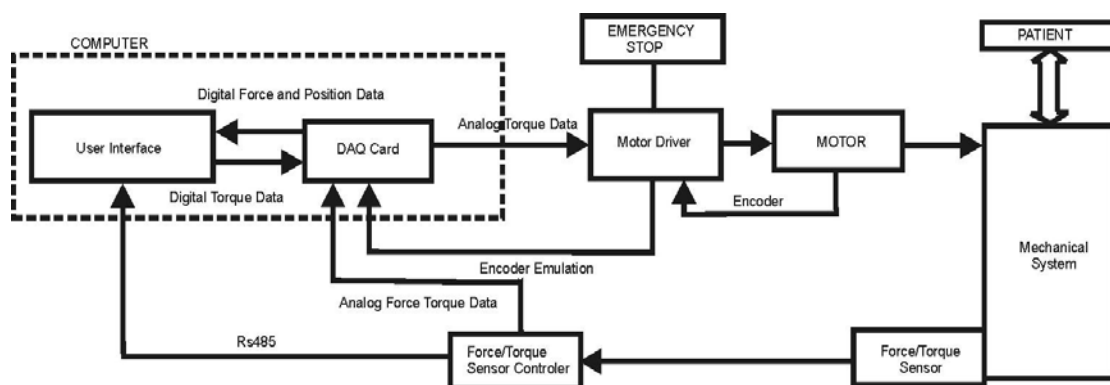 COMPUTER
EMERGENCY
STOP
PATIENT
Digital Force and Position Data
Analog Torque Data
User Interface
DAQ Card
Motor Driver
MOTOR
Digital Torque Data
Encoder
Mechanical
System
Encoder Emulation
Analog Force Torque Data
Rs485
Force/Torque
Sensor Controler
Force/Torque
Sensor